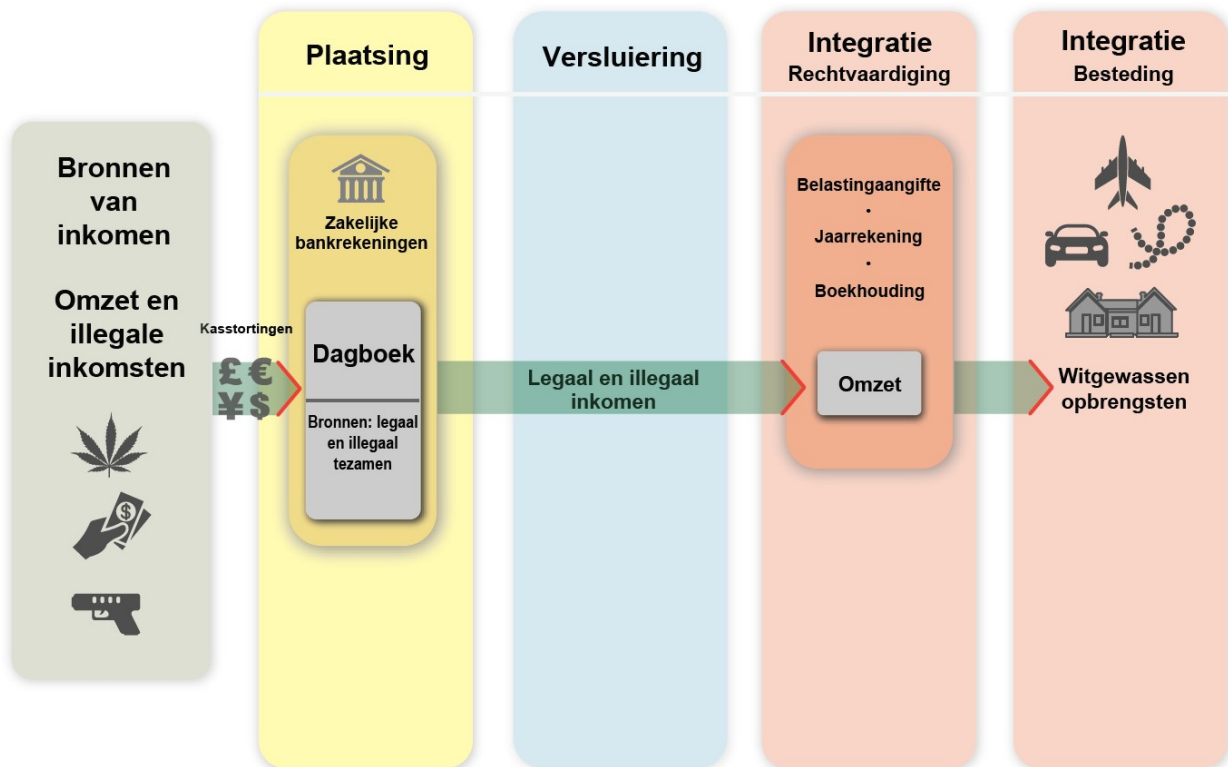 Plaatsing
Versluiering
Integratie
Rechtvaardiging
Integratie
Besteding
Bronnen
van
inkomen
Omzet en
illegale
inkomsten
$
Kasstortingen
£ €
¥ $
Zakelijke
bankrekeningen
Dagboek
Bronnen: legaal
en illegaal
tezamen
Legaal en illegaal
inkomen
Belastingaangifte
•
Jaarrekening
•
Boekhouding
Omzet
Witgewassen
opbrengsten